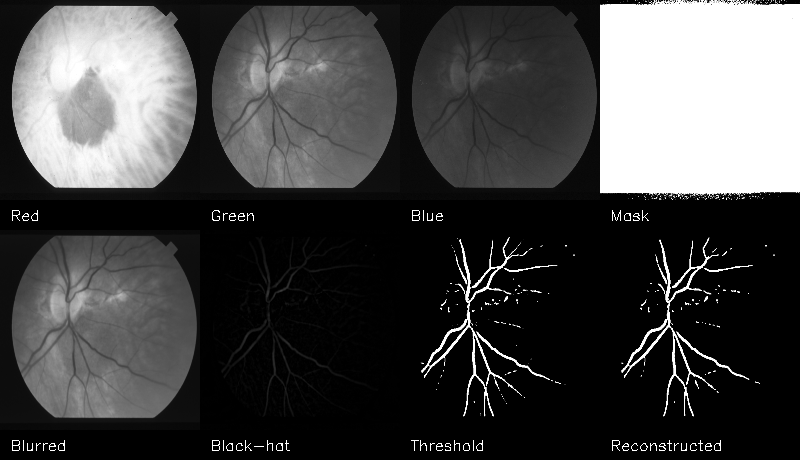 Red
Green
Blue
Mask
Blurred
Black-hat
Threshold
Reconstructed